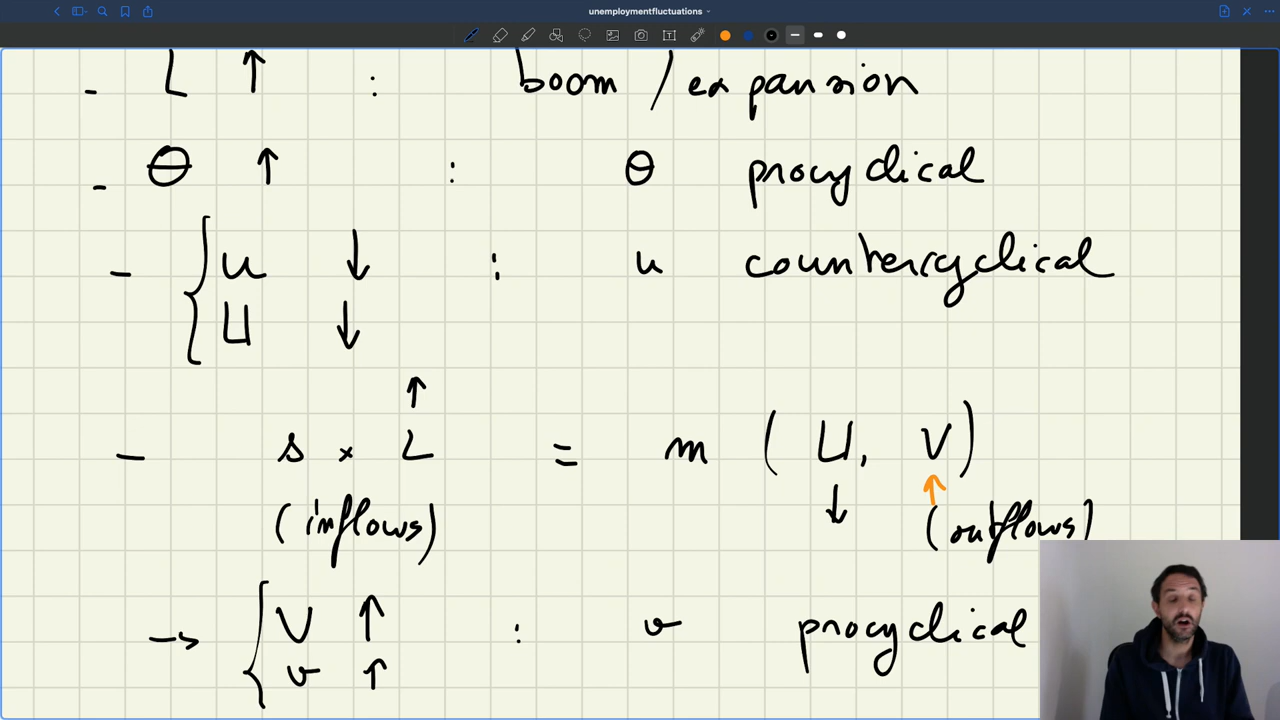 unemploymentfluctuations
- L ↑ : boom / expansion
- θ ↑ : θ procyclical
- { u ↓ : u countercyclical
U ↓
↑
- s × L = m ( U, V )
↓ ↑
(inflows) (outflows)
→ { V ↑ : v procyclical
v ↑